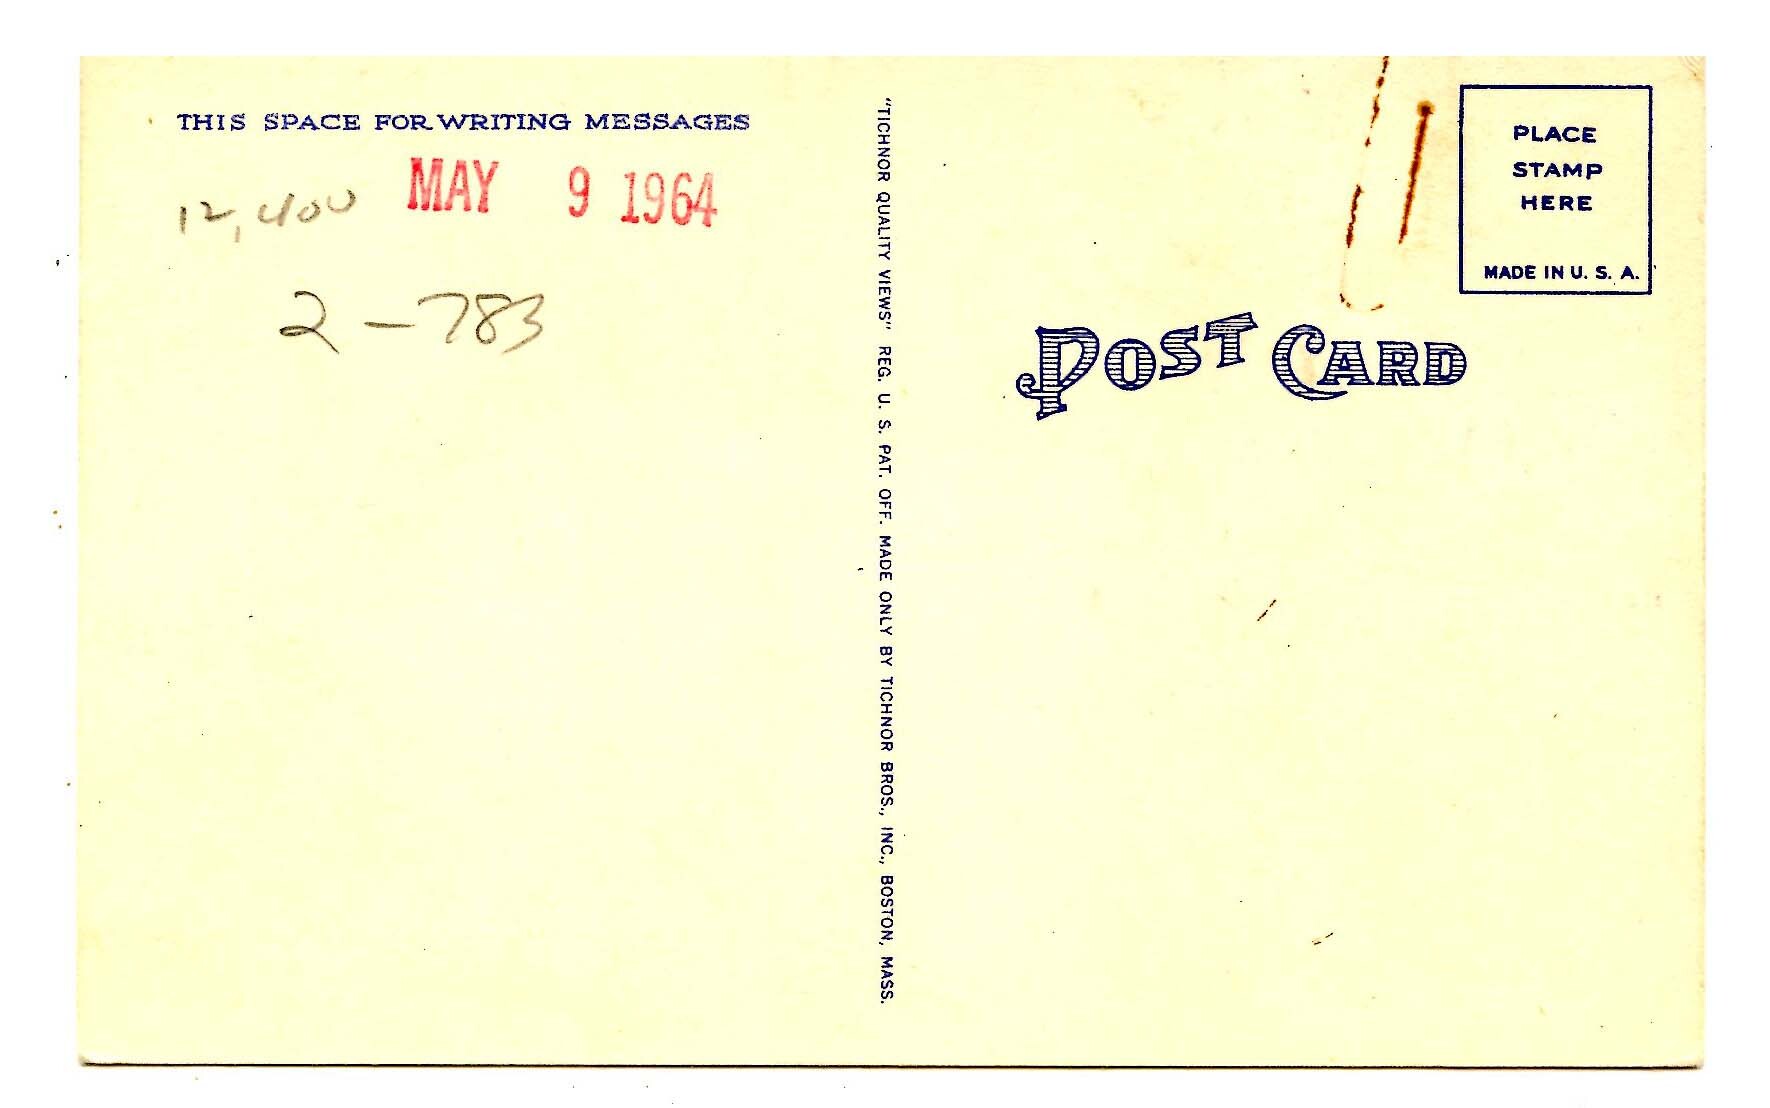 THIS SPACE FOR WRITING MESSAGES
MAY 9 1964
12,400
2-783
"TICHNOR QUALITY VIEWS" REG. U. S. PAT. OFF. MADE ONLY BY TICHNOR BROS., INC., BOSTON, MASS.
PLACE
STAMP
HERE
MADE IN U. S. A.
POST CARD